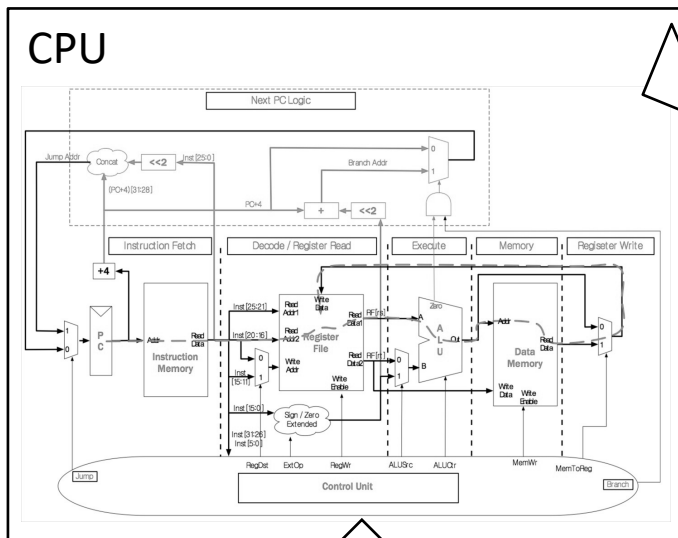 CPU
Next PC Logic
Jump Addr
Concat
<<2
Inst [25:0]
(PC+4)[31:28]
PC+4
Branch Addr
+
<<2
0
1
Instruction Fetch
Decode / Register Read
Execute
Memory
Regiseter Write
+4
1
0
P C
Addr
Read Data
Instruction Memory
Inst [25:21]
Inst [20:16]
Inst [15:11]
Inst [15:0]
Inst [31:26]
Inst [5:0]
0
1
Read Addr1
Read Addr2
Write Addr
Write Data
Read Data1
Register File
Read Data2
Write Enable
Sign / Zero Extended
RF[rs]
RF[rt]
0
1
A
B
Zero
A L U
Out
Addr
Read Data
Data Memory
Write Data
Write Enable
0
1
Jump
RegDst
ExtOp
RegWr
ALUSrc
ALUCtr
MemWr
MemToReg
Branch
Control Unit